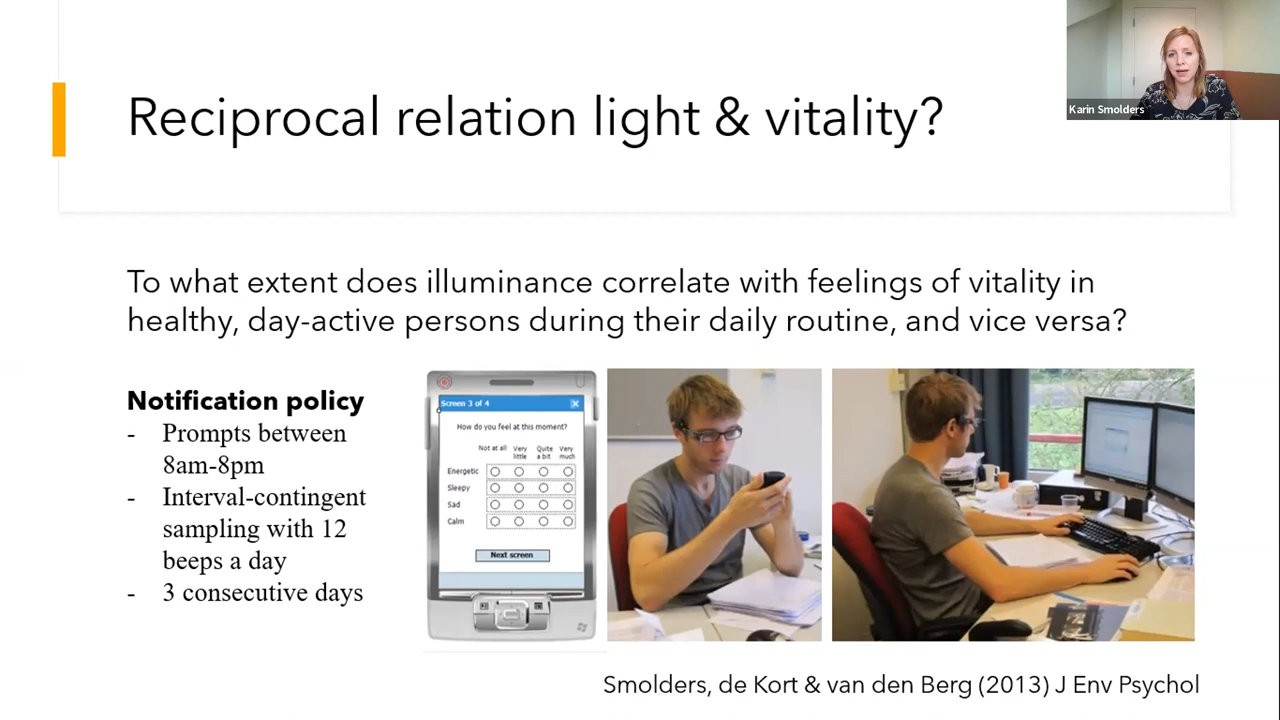 Karin Smolders
Reciprocal relation light & vitality?
To what extent does illuminance correlate with feelings of vitality in
healthy, day-active persons during their daily routine, and vice versa?
Notification policy
- Prompts between
8am-8pm
- Interval-contingent
sampling with 12
beeps a day
- 3 consecutive days
Screen 3 of 4
How do you feel at this moment?
Not at all Very little Quite a bit Very much
Energetic
Sleepy
Sad
Calm
Next screen
Smolders, de Kort & van den Berg (2013) J Env Psychol